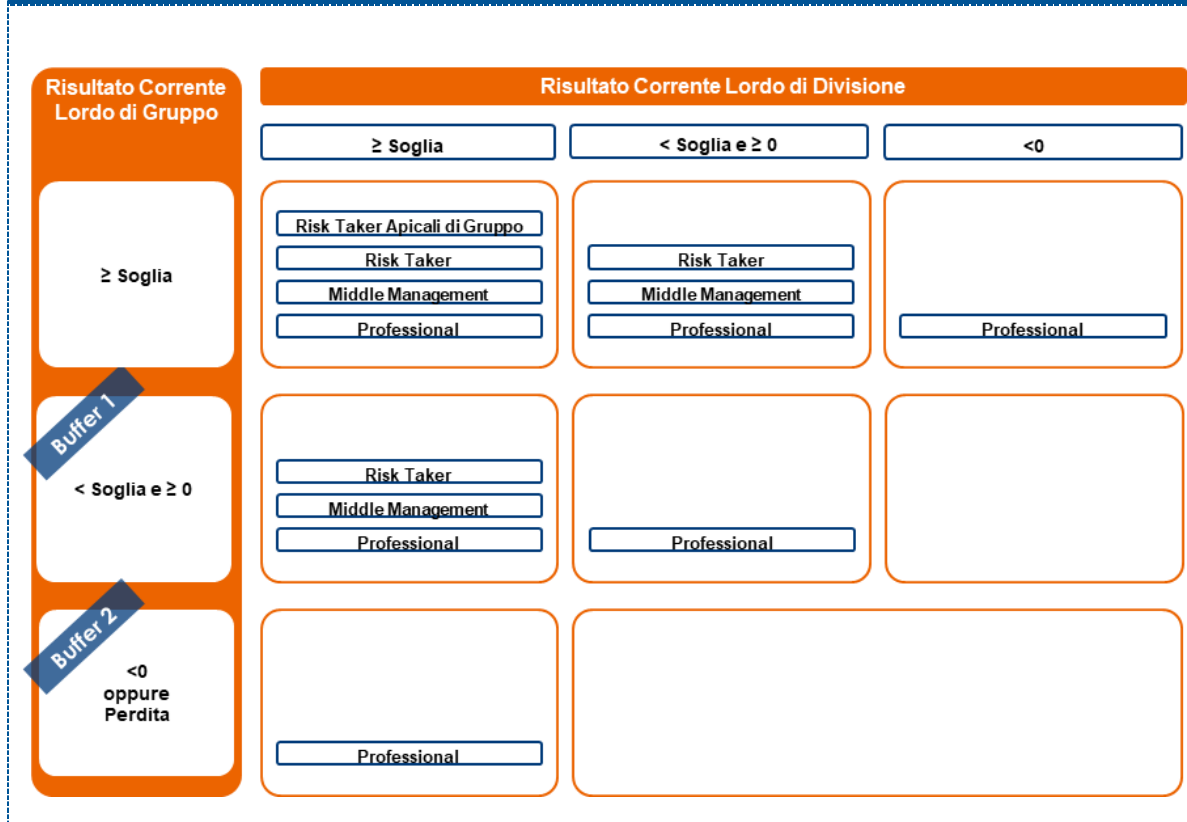 Risultato Corrente
Lordo di Gruppo
Risultato Corrente Lordo di Divisione
≥ Soglia
< Soglia e ≥ 0
<0
≥ Soglia
Risk Taker Apicali di Gruppo
Risk Taker
Middle Management
Professional
Risk Taker
Middle Management
Professional
Professional
Buffer 1
< Soglia e ≥ 0
Risk Taker
Middle Management
Professional
Professional
Buffer 2
<0
oppure
Perdita
Professional